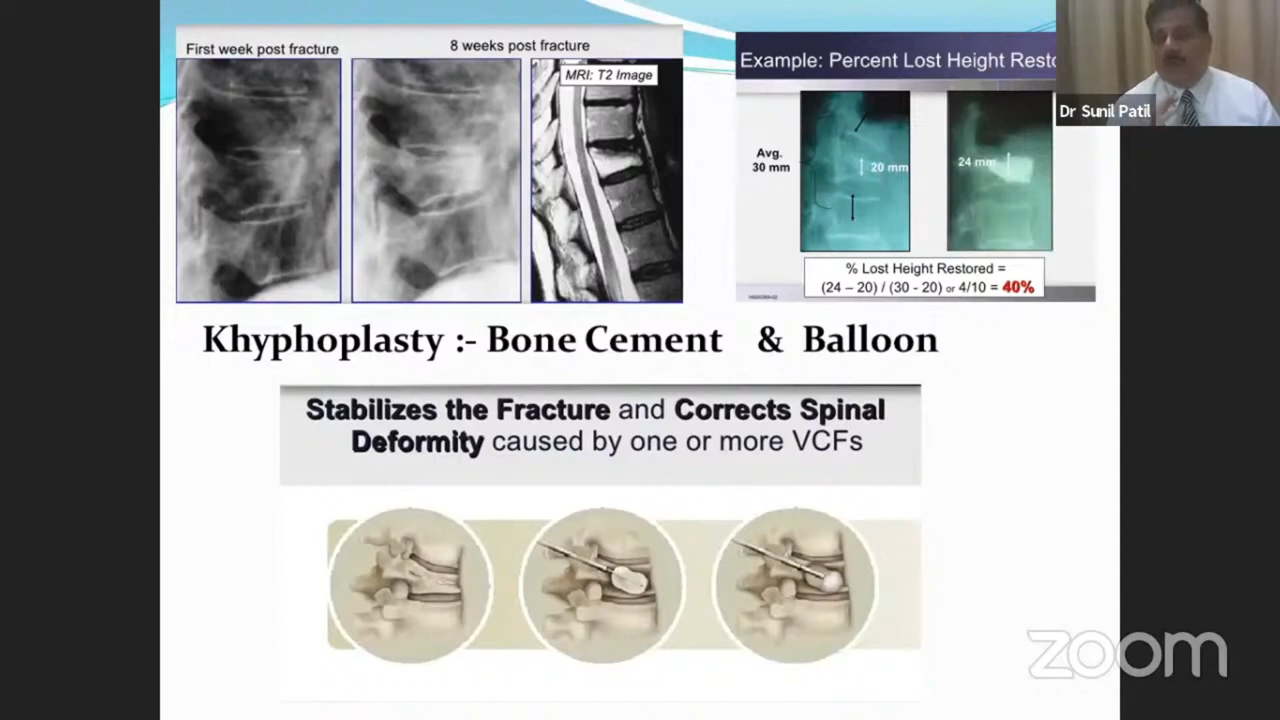 First week post fracture
8 weeks post fracture
MRI: T2 Image
Example: Percent Lost Height
Avg.
30 mm
20 mm
24 mm
% Lost Height Restored =
(24 – 20) / (30 - 20) or 4/10 = 40%
Dr Sunil Patil
Khyphoplasty :- Bone Cement & Balloon
Stabilizes the Fracture and Corrects Spinal
Deformity caused by one or more VCFs
zoom